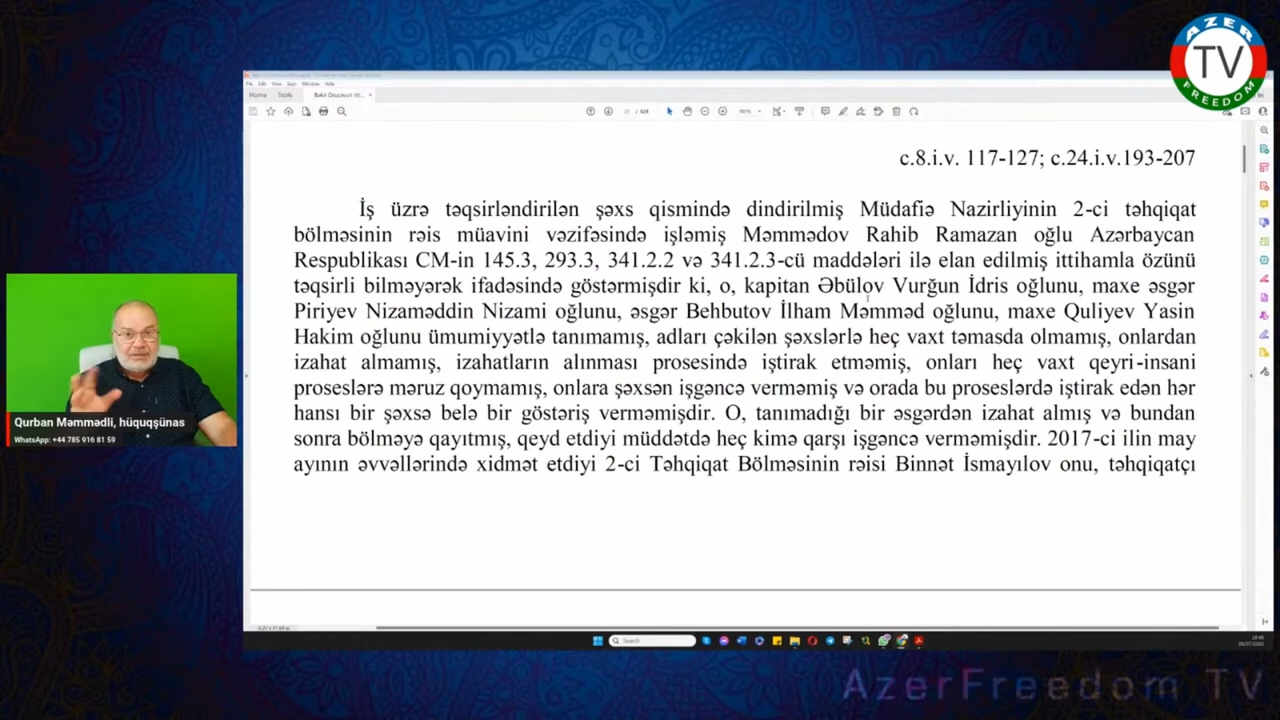 AZER
TV
FREEDOM
Home Tools
c.8.i.v. 117-127; c.24.i.v.193-207
İş üzrə təqsirləndirilən şəxs qismində dindirilmiş Müdafiə Nazirliyinin 2-ci təhqiqat
bölməsinin rəis müavini vəzifəsində işləmiş Məmmədov Rahib Ramazan oğlu Azərbaycan
Respublikası CM-in 145.3, 293.3, 341.2.2 və 341.2.3-cü maddələri ilə elan edilmiş ittihamla özünü
təqsirli bilməyərək ifadəsində göstərmişdir ki, o, kapitan Əbülov Vurğun İdris oğlunu, maxe əsgər
Piriyev Nizaməddin Nizami oğlunu, əsgər Behbutov İlham Məmməd oğlunu, maxe Quliyev Yasin
Hakim oğlunu ümumiyyətlə tanımamış, adları çəkilən şəxslərlə heç vaxt təmasda olmamış, onlardan
izahat almamış, izahatların alınması prosesində iştirak etməmiş, onları heç vaxt qeyri-insani
proseslərə məruz qoymamış, onlara şəxsən işgəncə verməmiş və orada bu proseslərdə iştirak edən hər
hansı bir şəxsə belə bir göstəriş verməmişdir. O, tanımadığı bir əsgərdən izahat almış və bundan
sonra bölməyə qayıtmış, qeyd etdiyi müddətdə heç kimə qarşı işgəncə verməmişdir. 2017-ci ilin may
ayının əvvəllərində xidmət etdiyi 2-ci Təhqiqat Bölməsinin rəisi Binnət İsmayılov onu, təhqiqatçı
Qurban Məmmədli, hüquqşünas
WhatsApp: +44 785 916 81 59
Search
AzerFreedom TV